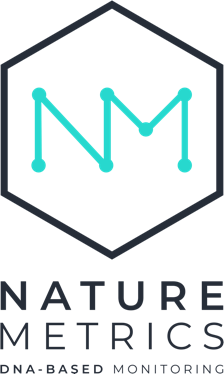 NM
NATURE
METRICS
DNA-BASED MONITORING